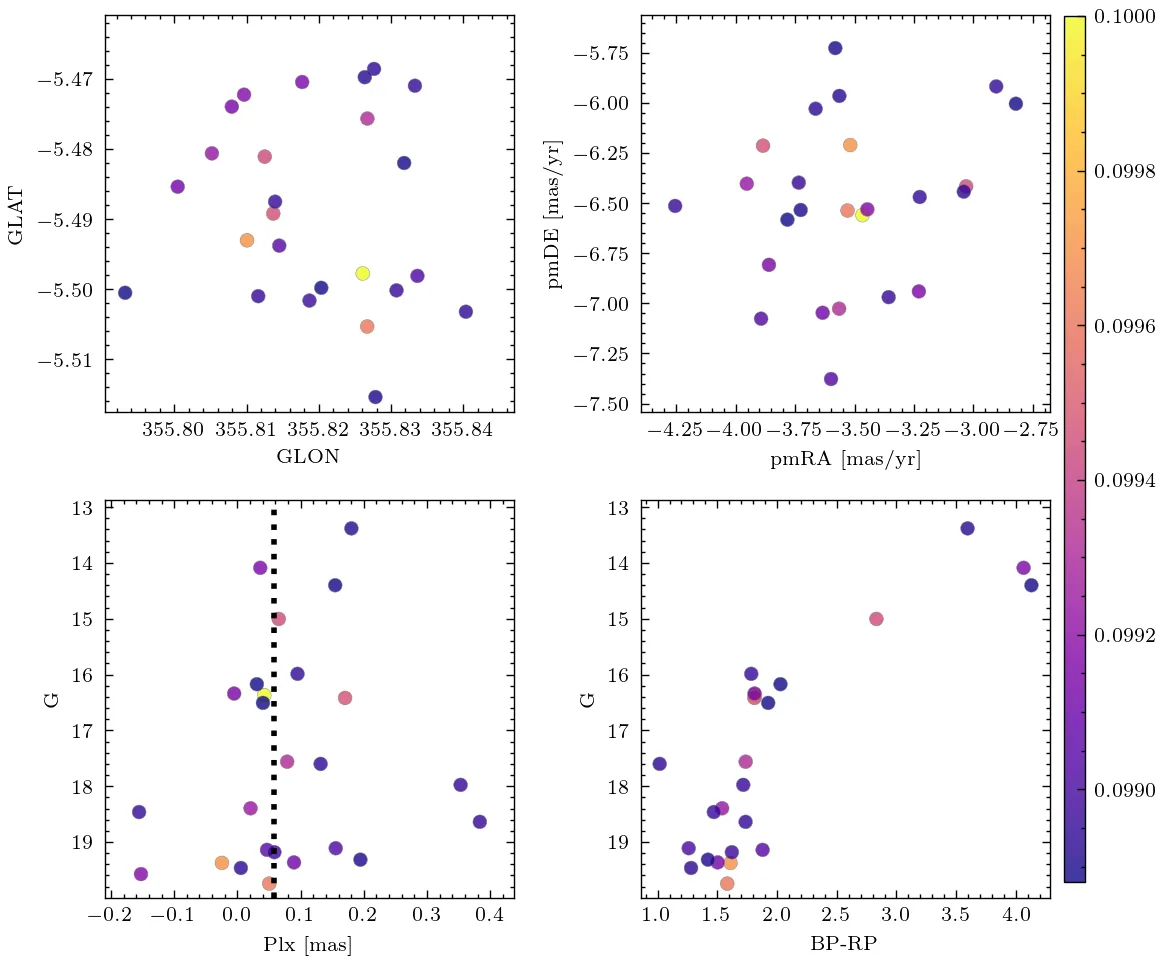 −5.47
−5.48
−5.49
−5.50
−5.51
GLAT
355.80 355.81 355.82 355.83 355.84
GLON
−5.75
−6.00
−6.25
−6.50
−6.75
−7.00
−7.25
−7.50
pmDE [mas/yr]
−4.25 −4.00 −3.75 −3.50 −3.25 −3.00 −2.75
pmRA [mas/yr]
0.1000
0.0998
0.0996
0.0994
0.0992
0.0990
13
14
15
16
17
18
19
G
−0.2 −0.1 0.0 0.1 0.2 0.3 0.4
Plx [mas]
13
14
15
16
17
18
19
G
1.0 1.5 2.0 2.5 3.0 3.5 4.0
BP-RP